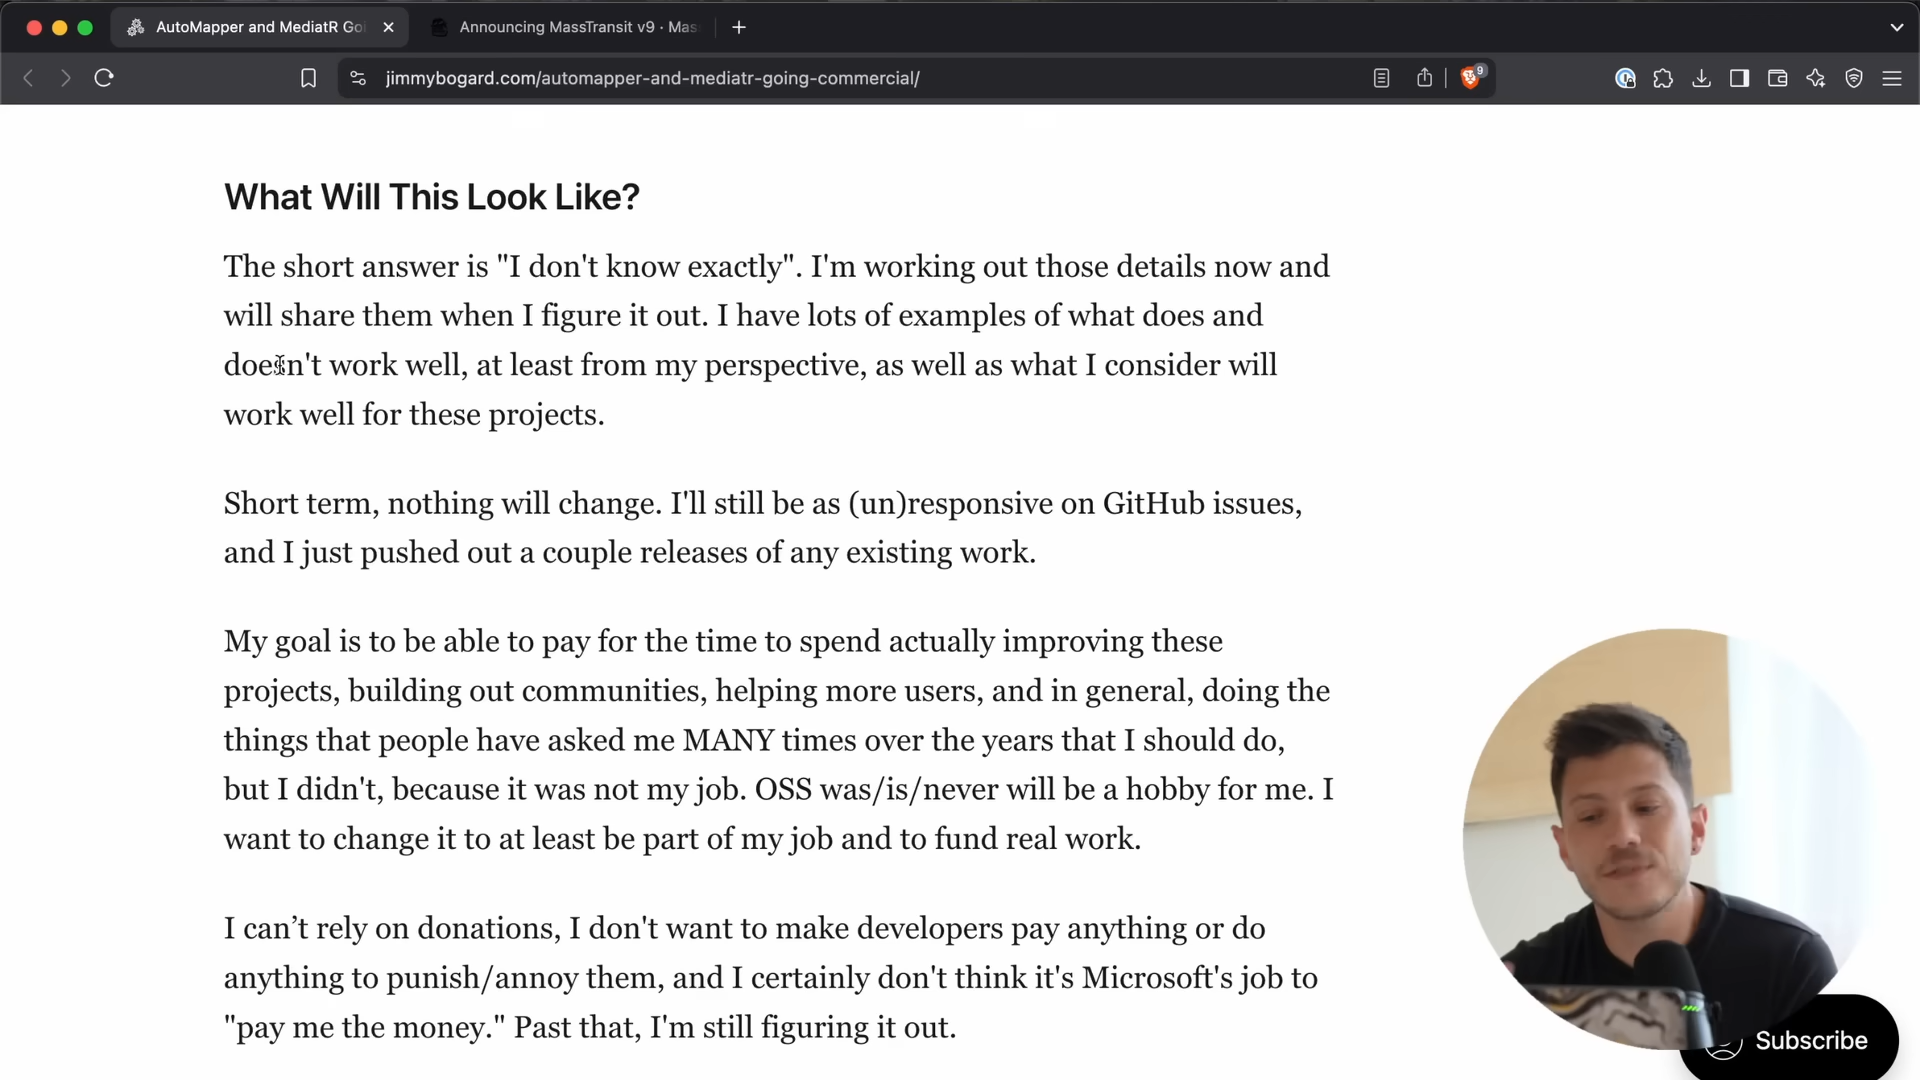 AutoMapper and MediatR Go
Announcing MassTransit v9 · Mas
jimmybogard.com/automapper-and-mediatr-going-commercial/
9
What Will This Look Like?
The short answer is "I don't know exactly". I'm working out those details now and
will share them when I figure it out. I have lots of examples of what does and
doesn't work well, at least from my perspective, as well as what I consider will
work well for these projects.
Short term, nothing will change. I'll still be as (un)responsive on GitHub issues,
and I just pushed out a couple releases of any existing work.
My goal is to be able to pay for the time to spend actually improving these
projects, building out communities, helping more users, and in general, doing the
things that people have asked me MANY times over the years that I should do,
but I didn't, because it was not my job. OSS was/is/never will be a hobby for me. I
want to change it to at least be part of my job and to fund real work.
I can’t rely on donations, I don't want to make developers pay anything or do
anything to punish/annoy them, and I certainly don't think it's Microsoft's job to
"pay me the money." Past that, I'm still figuring it out.
Subscribe